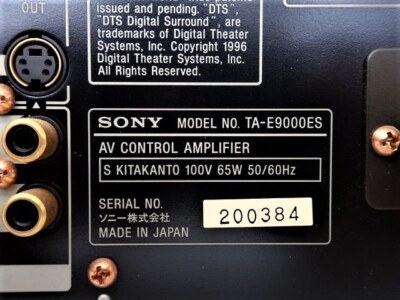 OUT
issued and pending. "DTS",
"DTS Digital Surround", are
trademarks of Digital Theater
Systems, Inc. Copyright 1996
Digital Theater Systems, Inc.
All Rights Reserved.
SONY MODEL NO. TA-E9000ES
AV CONTROL AMPLIFIER
S KITAKANTO 100V 65W 50/60Hz
SERIAL NO.
ソニー株式会社
200384
MADE IN JAPAN